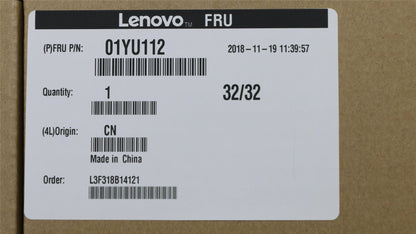 Lenovo™ FRU
(P)FRU P/N: 01YU112 2018-11-19 11:39:57
Quantity: 1 32/32
(4L)Origin: CN
Made in China
Order: L3F318B14121